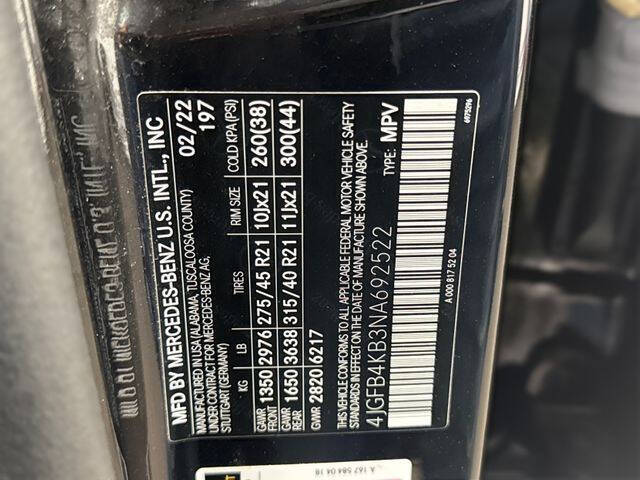 MFD BY MERCEDES-BENZ U.S. INTL., INC
MANUFACTURED IN USA (ALABAMA, TUSCALOOSA COUNTY) 02/22
UNDER CONTRACT FOR MERCEDES-BENZ AG, 197
STUTTGART (GERMANY)
KG LB TIRES RIM SIZE COLD KPA(PSI)
GAWR FRONT 1350 2976 275/45 R21 10Jx21 260(38)
GAWR REAR 1650 3638 315/40 R21 11Jx21 300(44)
GVWR 2820 6217
THIS VEHICLE CONFORMS TO ALL APPLICABLE FEDERAL MOTOR VEHICLE SAFETY
STANDARDS IN EFFECT ON THE DATE OF MANUFACTURE SHOWN ABOVE.
4JGFB4KB3NA692522 TYPE: MPV
A 000 817 52 04
6975296
A 167 584 04 18